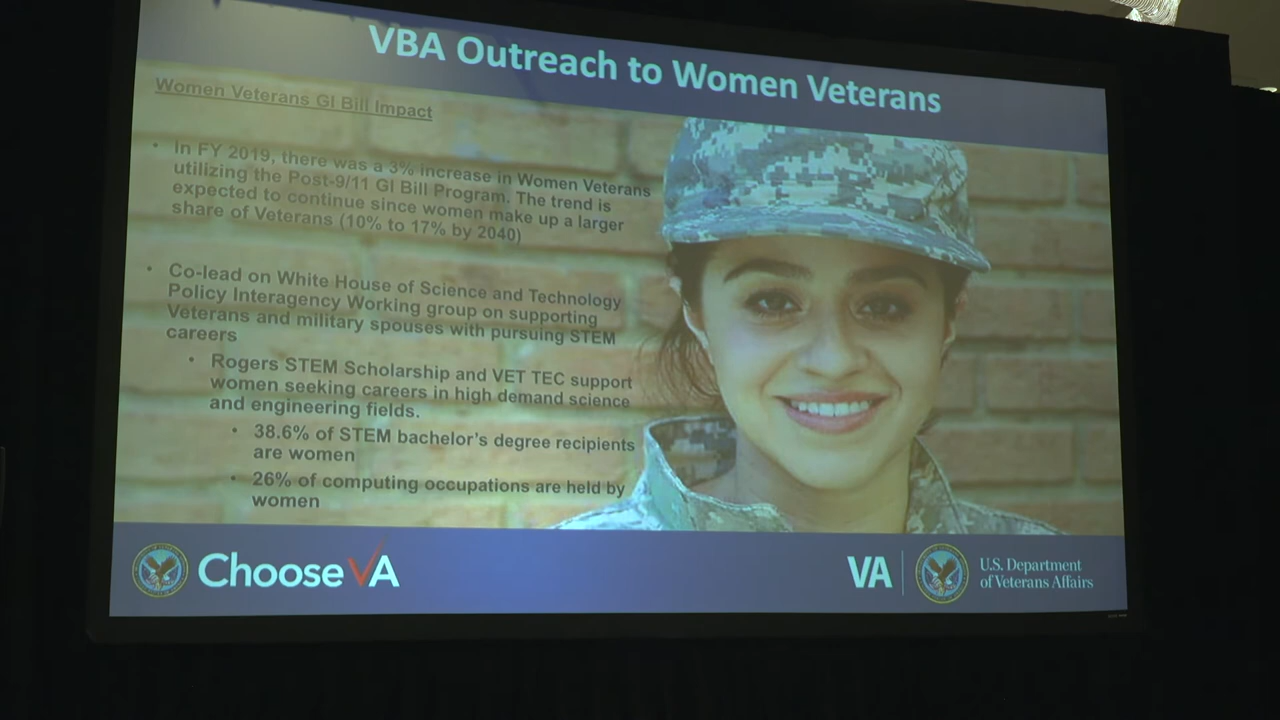 VBA Outreach to Women Veterans
Women Veterans GI Bill Impact
• In FY 2019, there was a 3% increase in Women Veterans
utilizing the Post-9/11 GI Bill Program. The trend is
expected to continue since women make up a larger
share of Veterans (10% to 17% by 2040)
• Co-lead on White House of Science and Technology
Policy Interagency Working group on supporting
Veterans and military spouses with pursuing STEM
careers
• Rogers STEM Scholarship and VET TEC support
women seeking careers in high demand science
and engineering fields.
• 38.6% of STEM bachelor's degree recipients
are women
• 26% of computing occupations are held by
women
Choose VA
VA
U.S. Department
of Veterans Affairs